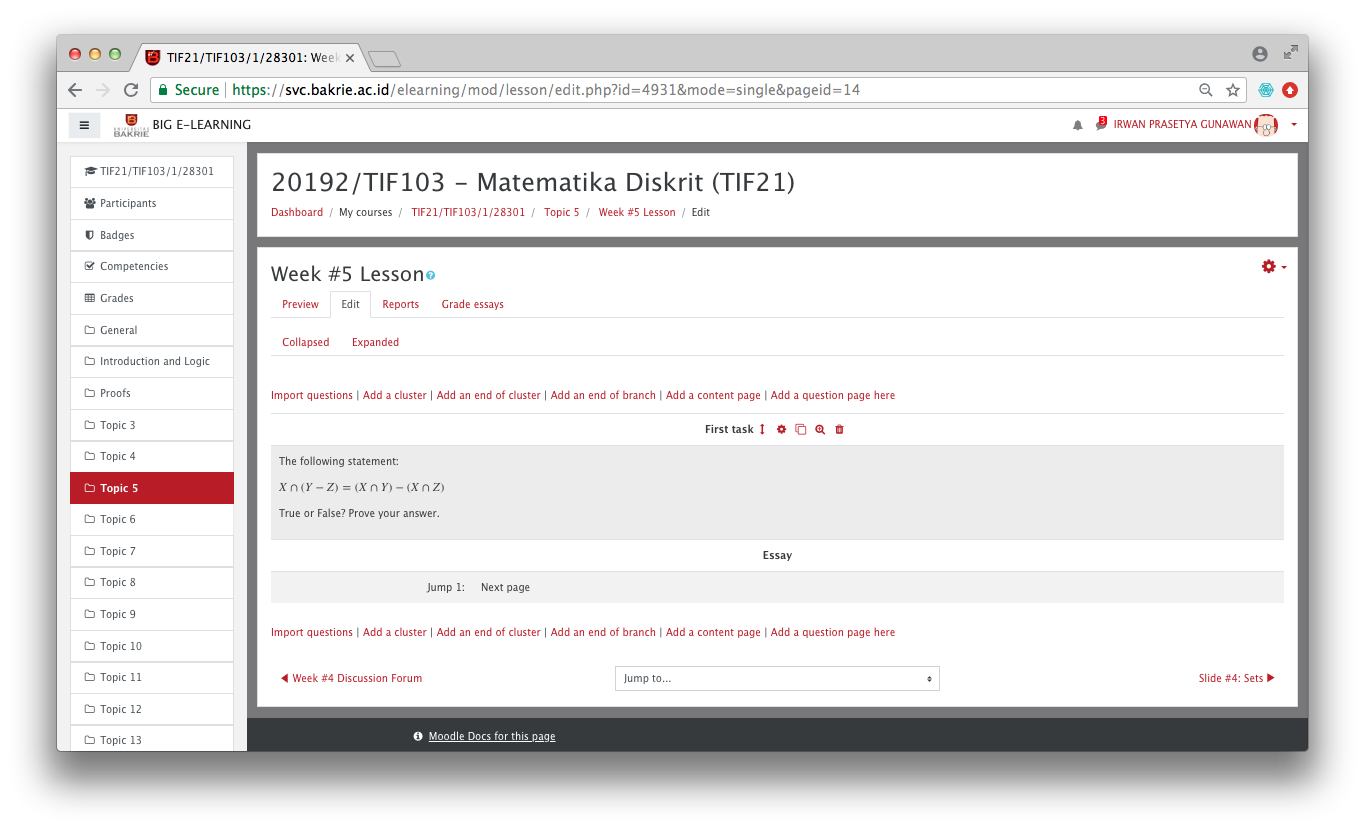 TIF21/TIF103/1/28301: Week
Secure https://svc.bakrie.ac.id/elearning/mod/lesson/edit.php?id=4931&mode=single&pageid=14
UNIVERSITAS BAKRIE BIG E-LEARNING 3 IRWAN PRASETYA GUNAWAN
TIF21/TIF103/1/28301
Participants
Badges
Competencies
Grades
General
Introduction and Logic
Proofs
Topic 3
Topic 4
Topic 5
Topic 6
Topic 7
Topic 8
Topic 9
Topic 10
Topic 11
Topic 12
Topic 13
20192/TIF103 - Matematika Diskrit (TIF21)
Dashboard / My courses / TIF21/TIF103/1/28301 / Topic 5 / Week #5 Lesson / Edit
Week #5 Lesson
Preview Edit Reports Grade essays
Collapsed Expanded
Import questions | Add a cluster | Add an end of cluster | Add an end of branch | Add a content page | Add a question page here
First task
The following statement:
X ∩ (Y − Z) = (X ∩ Y) − (X ∩ Z)
True or False? Prove your answer.
Essay
Jump 1: Next page
Import questions | Add a cluster | Add an end of cluster | Add an end of branch | Add a content page | Add a question page here
◀ Week #4 Discussion Forum Jump to... Slide #4: Sets ▶
Moodle Docs for this page